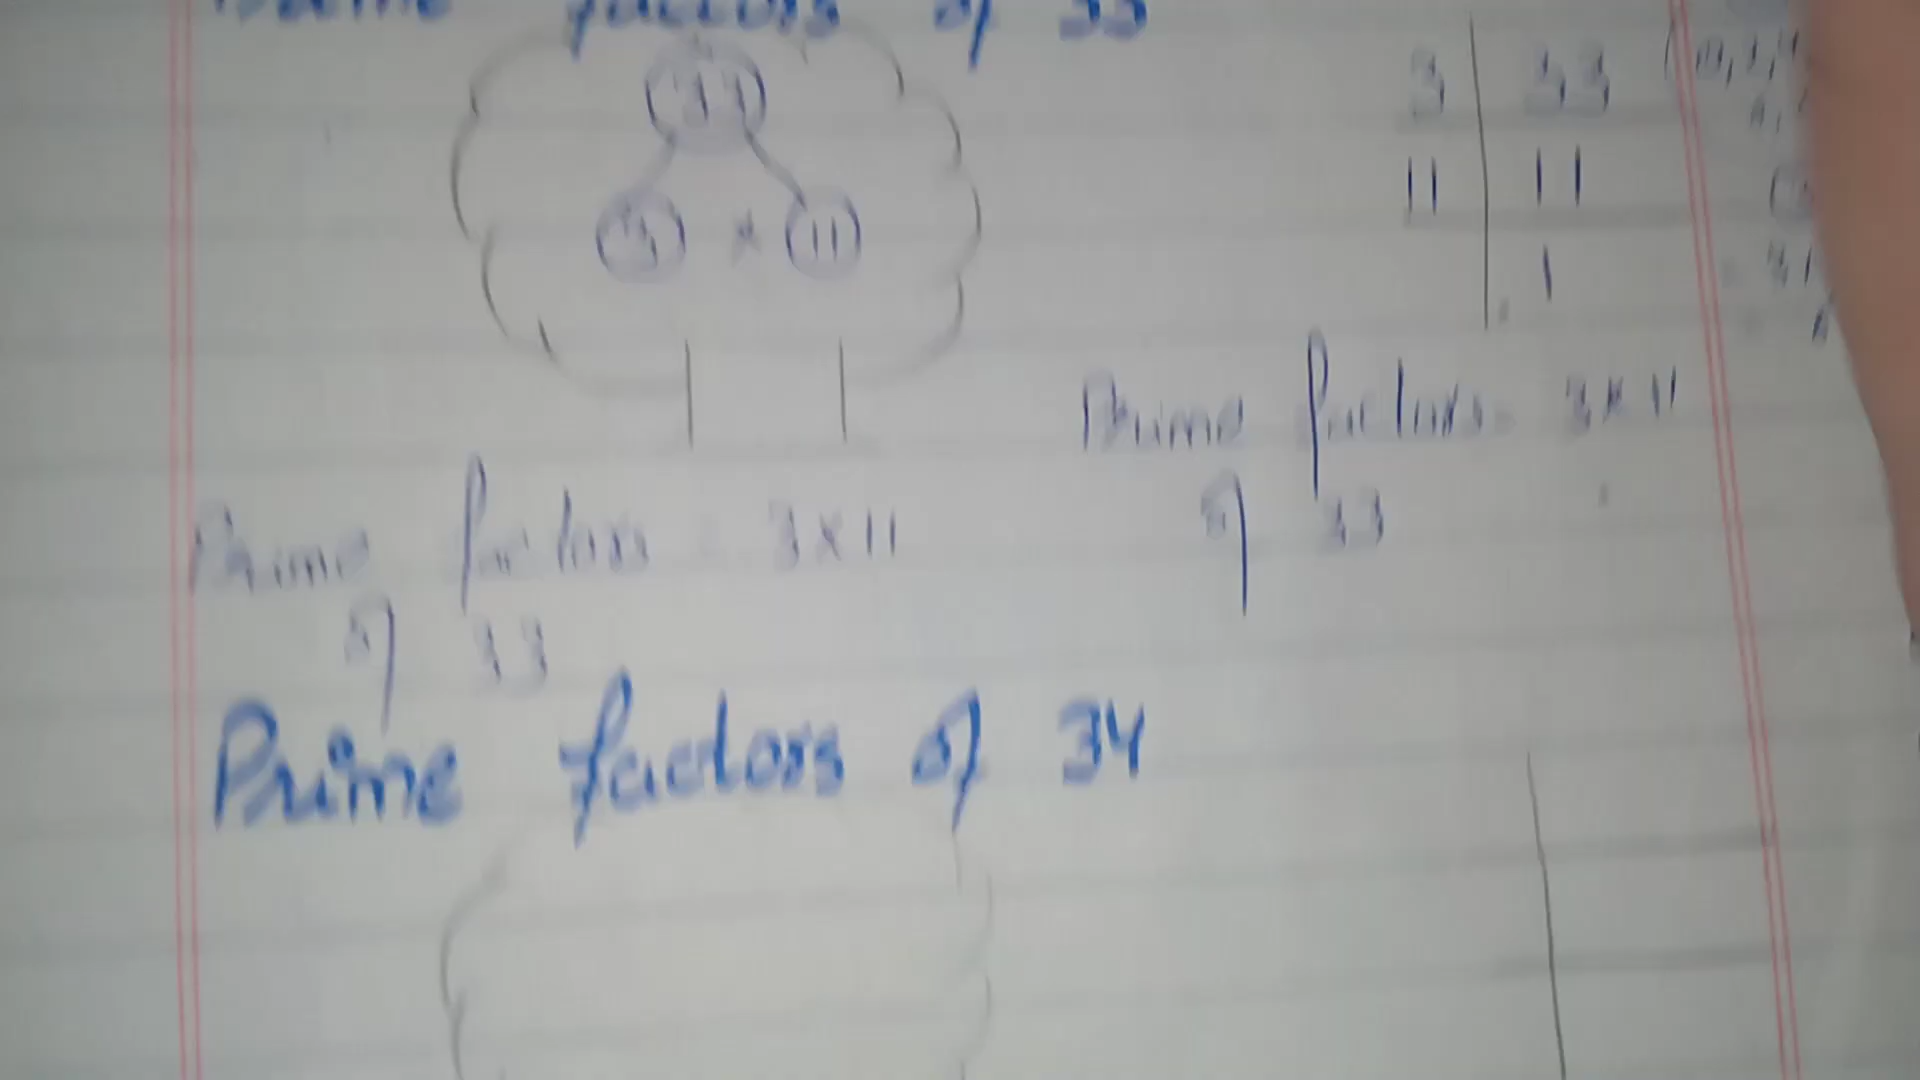 Prime factors of 33
33
3 × 11
3 | 33
11 | 11
1
Prime factors = 3 × 11
of 33
Prime factors = 3 × 11
of 33
Prime factors of 34